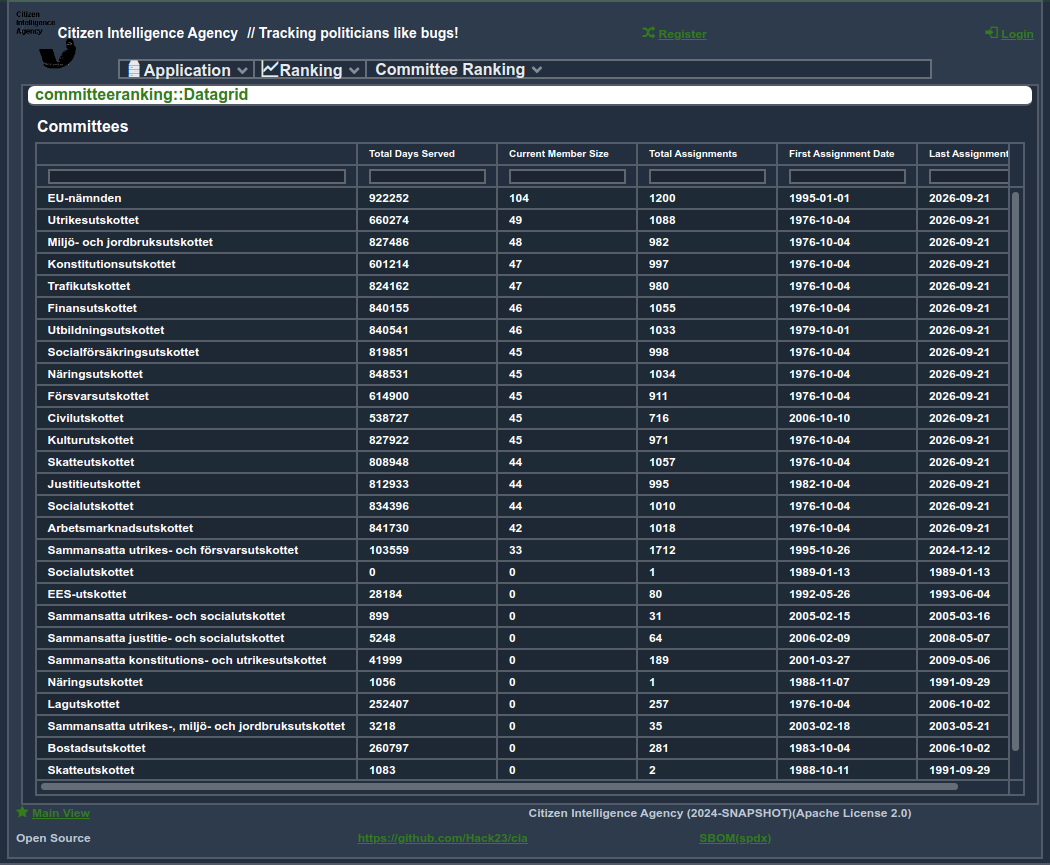 Citizen
Intelligence
Agency
Citizen Intelligence Agency // Tracking politicians like bugs!
Register
Login
Application Ranking Committee Ranking
committeeranking::Datagrid
Committees
Total Days Served Current Member Size Total Assignments First Assignment Date Last Assignment
EU-nämnden 922252 104 1200 1995-01-01 2026-09-21
Utrikesutskottet 660274 49 1088 1976-10-04 2026-09-21
Miljö- och jordbruksutskottet 827486 48 982 1976-10-04 2026-09-21
Konstitutionsutskottet 601214 47 997 1976-10-04 2026-09-21
Trafikutskottet 824162 47 980 1976-10-04 2026-09-21
Finansutskottet 840155 46 1055 1976-10-04 2026-09-21
Utbildningsutskottet 840541 46 1033 1979-10-01 2026-09-21
Socialförsäkringsutskottet 819851 45 998 1976-10-04 2026-09-21
Näringsutskottet 848531 45 1034 1976-10-04 2026-09-21
Försvarsutskottet 614900 45 911 1976-10-04 2026-09-21
Civilutskottet 538727 45 716 2006-10-10 2026-09-21
Kulturutskottet 827922 45 971 1976-10-04 2026-09-21
Skatteutskottet 808948 44 1057 1976-10-04 2026-09-21
Justitieutskottet 812933 44 995 1982-10-04 2026-09-21
Socialutskottet 834396 44 1010 1976-10-04 2026-09-21
Arbetsmarknadsutskottet 841730 42 1018 1976-10-04 2026-09-21
Sammansatta utrikes- och försvarsutskottet 103559 33 1712 1995-10-26 2024-12-12
Socialutskottet 0 0 1 1989-01-13 1989-01-13
EES-utskottet 28184 0 80 1992-05-26 1993-06-04
Sammansatta utrikes- och socialutskottet 899 0 31 2005-02-15 2005-03-16
Sammansatta justitie- och socialutskottet 5248 0 64 2006-02-09 2008-05-07
Sammansatta konstitutions- och utrikesutskottet 41999 0 189 2001-03-27 2009-05-06
Näringsutskottet 1056 0 1 1988-11-07 1991-09-29
Lagutskottet 252407 0 257 1976-10-04 2006-10-02
Sammansatta utrikes-, miljö- och jordbruksutskottet 3218 0 35 2003-02-18 2003-05-21
Bostadsutskottet 260797 0 281 1983-10-04 2006-10-02
Skatteutskottet 1083 0 2 1988-10-11 1991-09-29
Main View Citizen Intelligence Agency (2024-SNAPSHOT)(Apache License 2.0)
Open Source https://github.com/Hack23/cia SBOM(spdx)